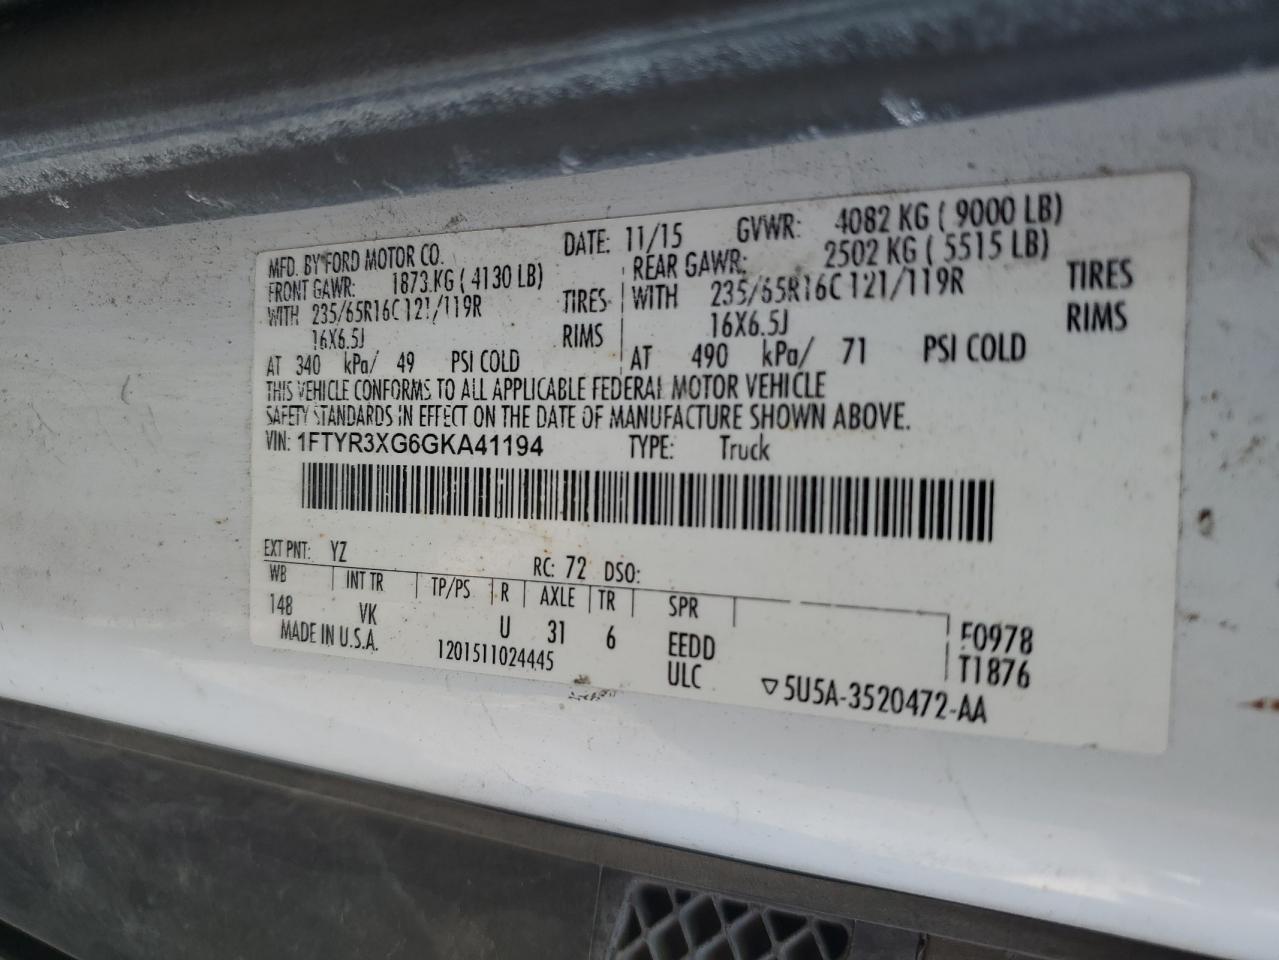 MFD. BY FORD MOTOR CO. DATE: 11/15 GVWR: 4082 KG ( 9000 LB)
FRONT GAWR: 1873 KG ( 4130 LB) REAR GAWR: 2502 KG ( 5515 LB)
WITH 235/65R16C 121/119R TIRES WITH 235/65R16C 121/119R TIRES
16X6.5J RIMS 16X6.5J RIMS
AT 340 kPa/ 49 PSI COLD AT 490 kPa/ 71 PSI COLD
THIS VEHICLE CONFORMS TO ALL APPLICABLE FEDERAL MOTOR VEHICLE
SAFETY STANDARDS IN EFFECT ON THE DATE OF MANUFACTURE SHOWN ABOVE.
VIN: 1FTYR3XG6GKA41194 TYPE: Truck
EXT PNT: YZ RC: 72 DSO:
WB INT TR TP/PS R AXLE TR SPR
148 VK U 31 6 EEDD F0978
MADE IN U.S.A. 1201511024445 ULC T1876
▽5U5A-3520472-AA